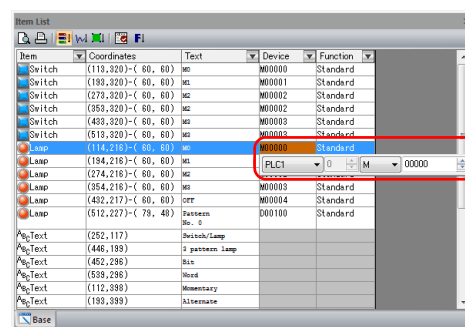 Item List
Item Coordinates Text Device Function
Switch (113,320)-( 60, 60) M0 M00000 Standard
Switch (193,320)-( 60, 60) M1 M00001 Standard
Switch (273,320)-( 60, 60) M2 M00002 Standard
Switch (353,320)-( 60, 60) M2 M00002 Standard
Switch (433,320)-( 60, 60) M3 M00003 Standard
Switch (513,320)-( 60, 60) M3 M00003 Standard
Lamp (114,216)-( 60, 60) M0 M00000 Standard
Lamp (194,216)-( 60, 60) M1 PLC1 0 M 00000
Lamp (274,216)-( 60, 60) M2
Lamp (354,216)-( 60, 60) M3 M00003 Standard
Lamp (432,217)-( 60, 60) OFF M00004 Standard
Lamp (512,227)-( 79, 48) Pattern D00100 Standard
No. 0
Text (252,117) Switch/Lamp
Text (446,199) 2 pattern lamp
Text (452,296) Bit
Text (539,296) Word
Text (112,398) Momentary
Text (193,399) Alternate
Base